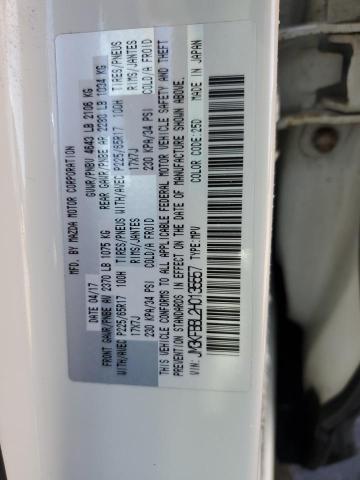 MFD. BY MAZDA MOTOR CORPORATION
DATE 04/17 GVWR/PNBV 4643 LB 2106 KG
FRONT GAWR/PNBE AV 2370 LB 1075 KG REAR GAWR/PNBE AR 2280 LB 1034 KG
WITH/AVEC P225/65R17 100H TIRES/PNEUS WITH/AVEC P225/65R17 100H TIRES/PNEUS
17X7J RIMS/JANTES 17X7J RIMS/JANTES
230 KPA/34 PSI COLD/A FROID 230 KPA/34 PSI COLD/A FROID
THIS VEHICLE CONFORMS TO ALL APPLICABLE FEDERAL MOTOR VEHICLE SAFETY AND THEFT
PREVENTION STANDARDS IN EFFECT ON THE DATE OF MANUFACTURE SHOWN ABOVE.
VIN: TYPE:MPV COLOR CODE:25D MADE IN JAPAN